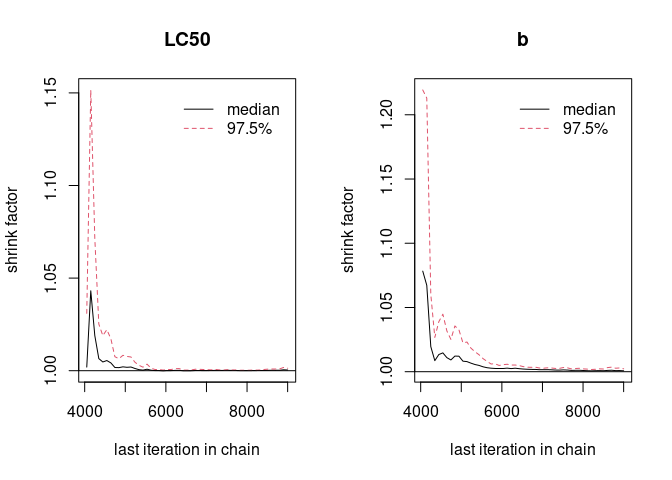 LC50
shrink factor
1.00 1.05 1.10 1.15
median
97.5%
4000 6000 8000
last iteration in chain
b
shrink factor
1.00 1.05 1.10 1.15 1.20
median
97.5%
4000 6000 8000
last iteration in chain